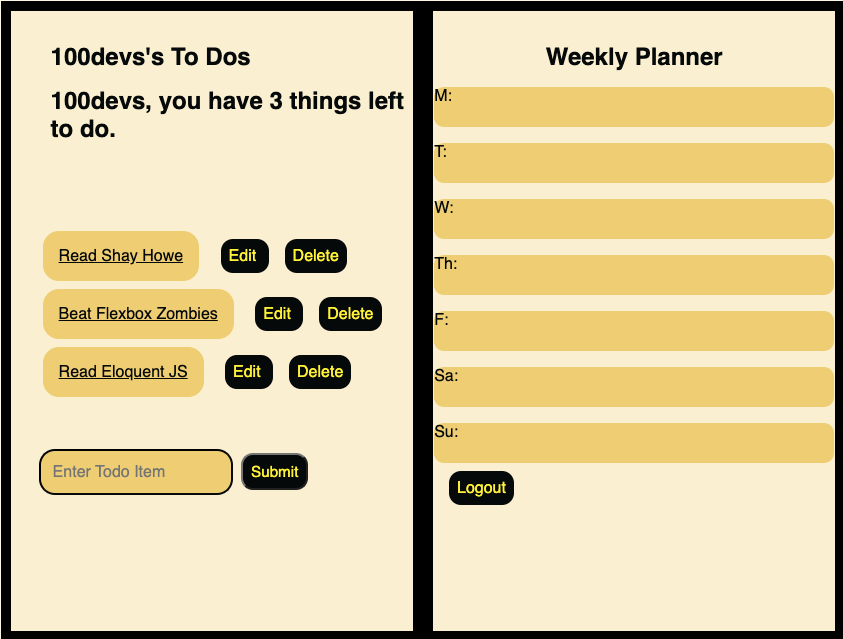 100devs's To Dos
100devs, you have 3 things left
to do.
Read Shay Howe Edit Delete
Beat Flexbox Zombies Edit Delete
Read Eloquent JS Edit Delete
Enter Todo Item Submit
Weekly Planner
M:
T:
W:
Th:
F:
Sa:
Su:
Logout